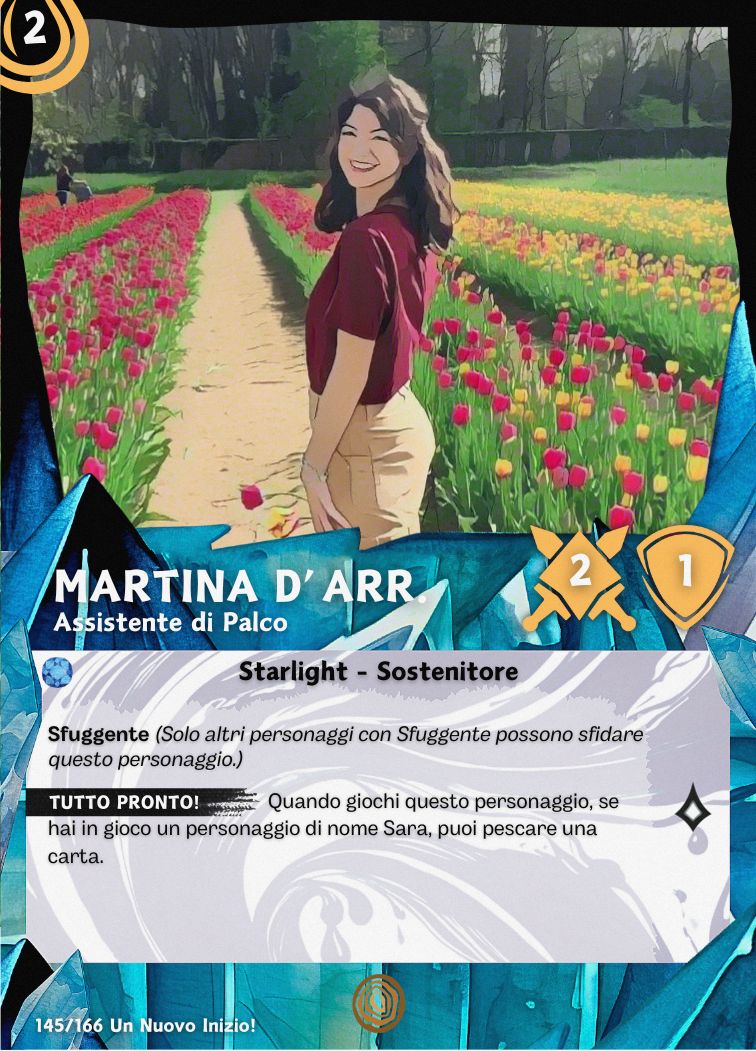 2
MARTINA D'ARR.
Assistente di Palco
2
1
Starlight - Sostenitore
Sfuggente (Solo altri personaggi con Sfuggente possono sfidare
questo personaggio.)
TUTTO PRONTO! Quando giochi questo personaggio, se
hai in gioco un personaggio di nome Sara, puoi pescare una
carta.
145/166 Un Nuovo Inizio!